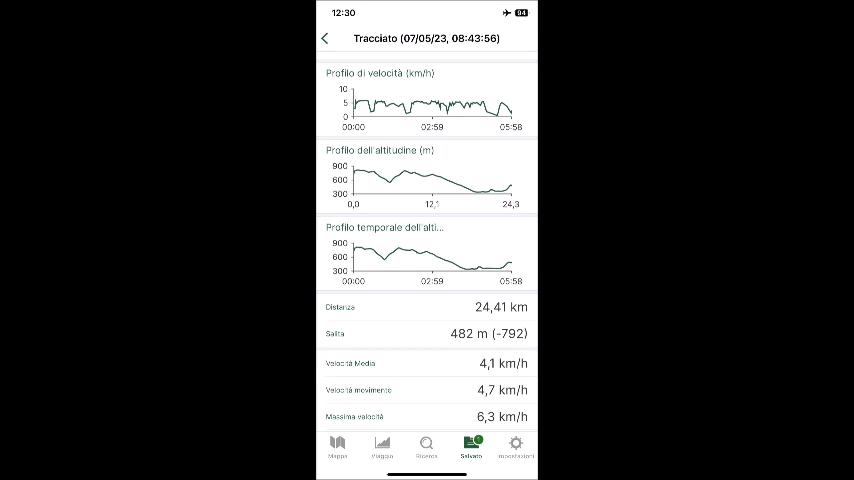 12:30
94
Tracciato (07/05/23, 08:43:56)
Profilo di velocità (km/h)
10
5
0
00:00 02:59 05:58
Profilo dell'altitudine (m)
900
600
300
0,0 12,1 24,3
Profilo temporale dell'alti...
900
600
300
00:00 02:59 05:58
Distanza 24,41 km
Salita 482 m (-792)
Velocità Media 4,1 km/h
Velocità movimento 4,7 km/h
Massima velocità 6,3 km/h
Mappa Viaggio Ricerca Salvato Impostazioni